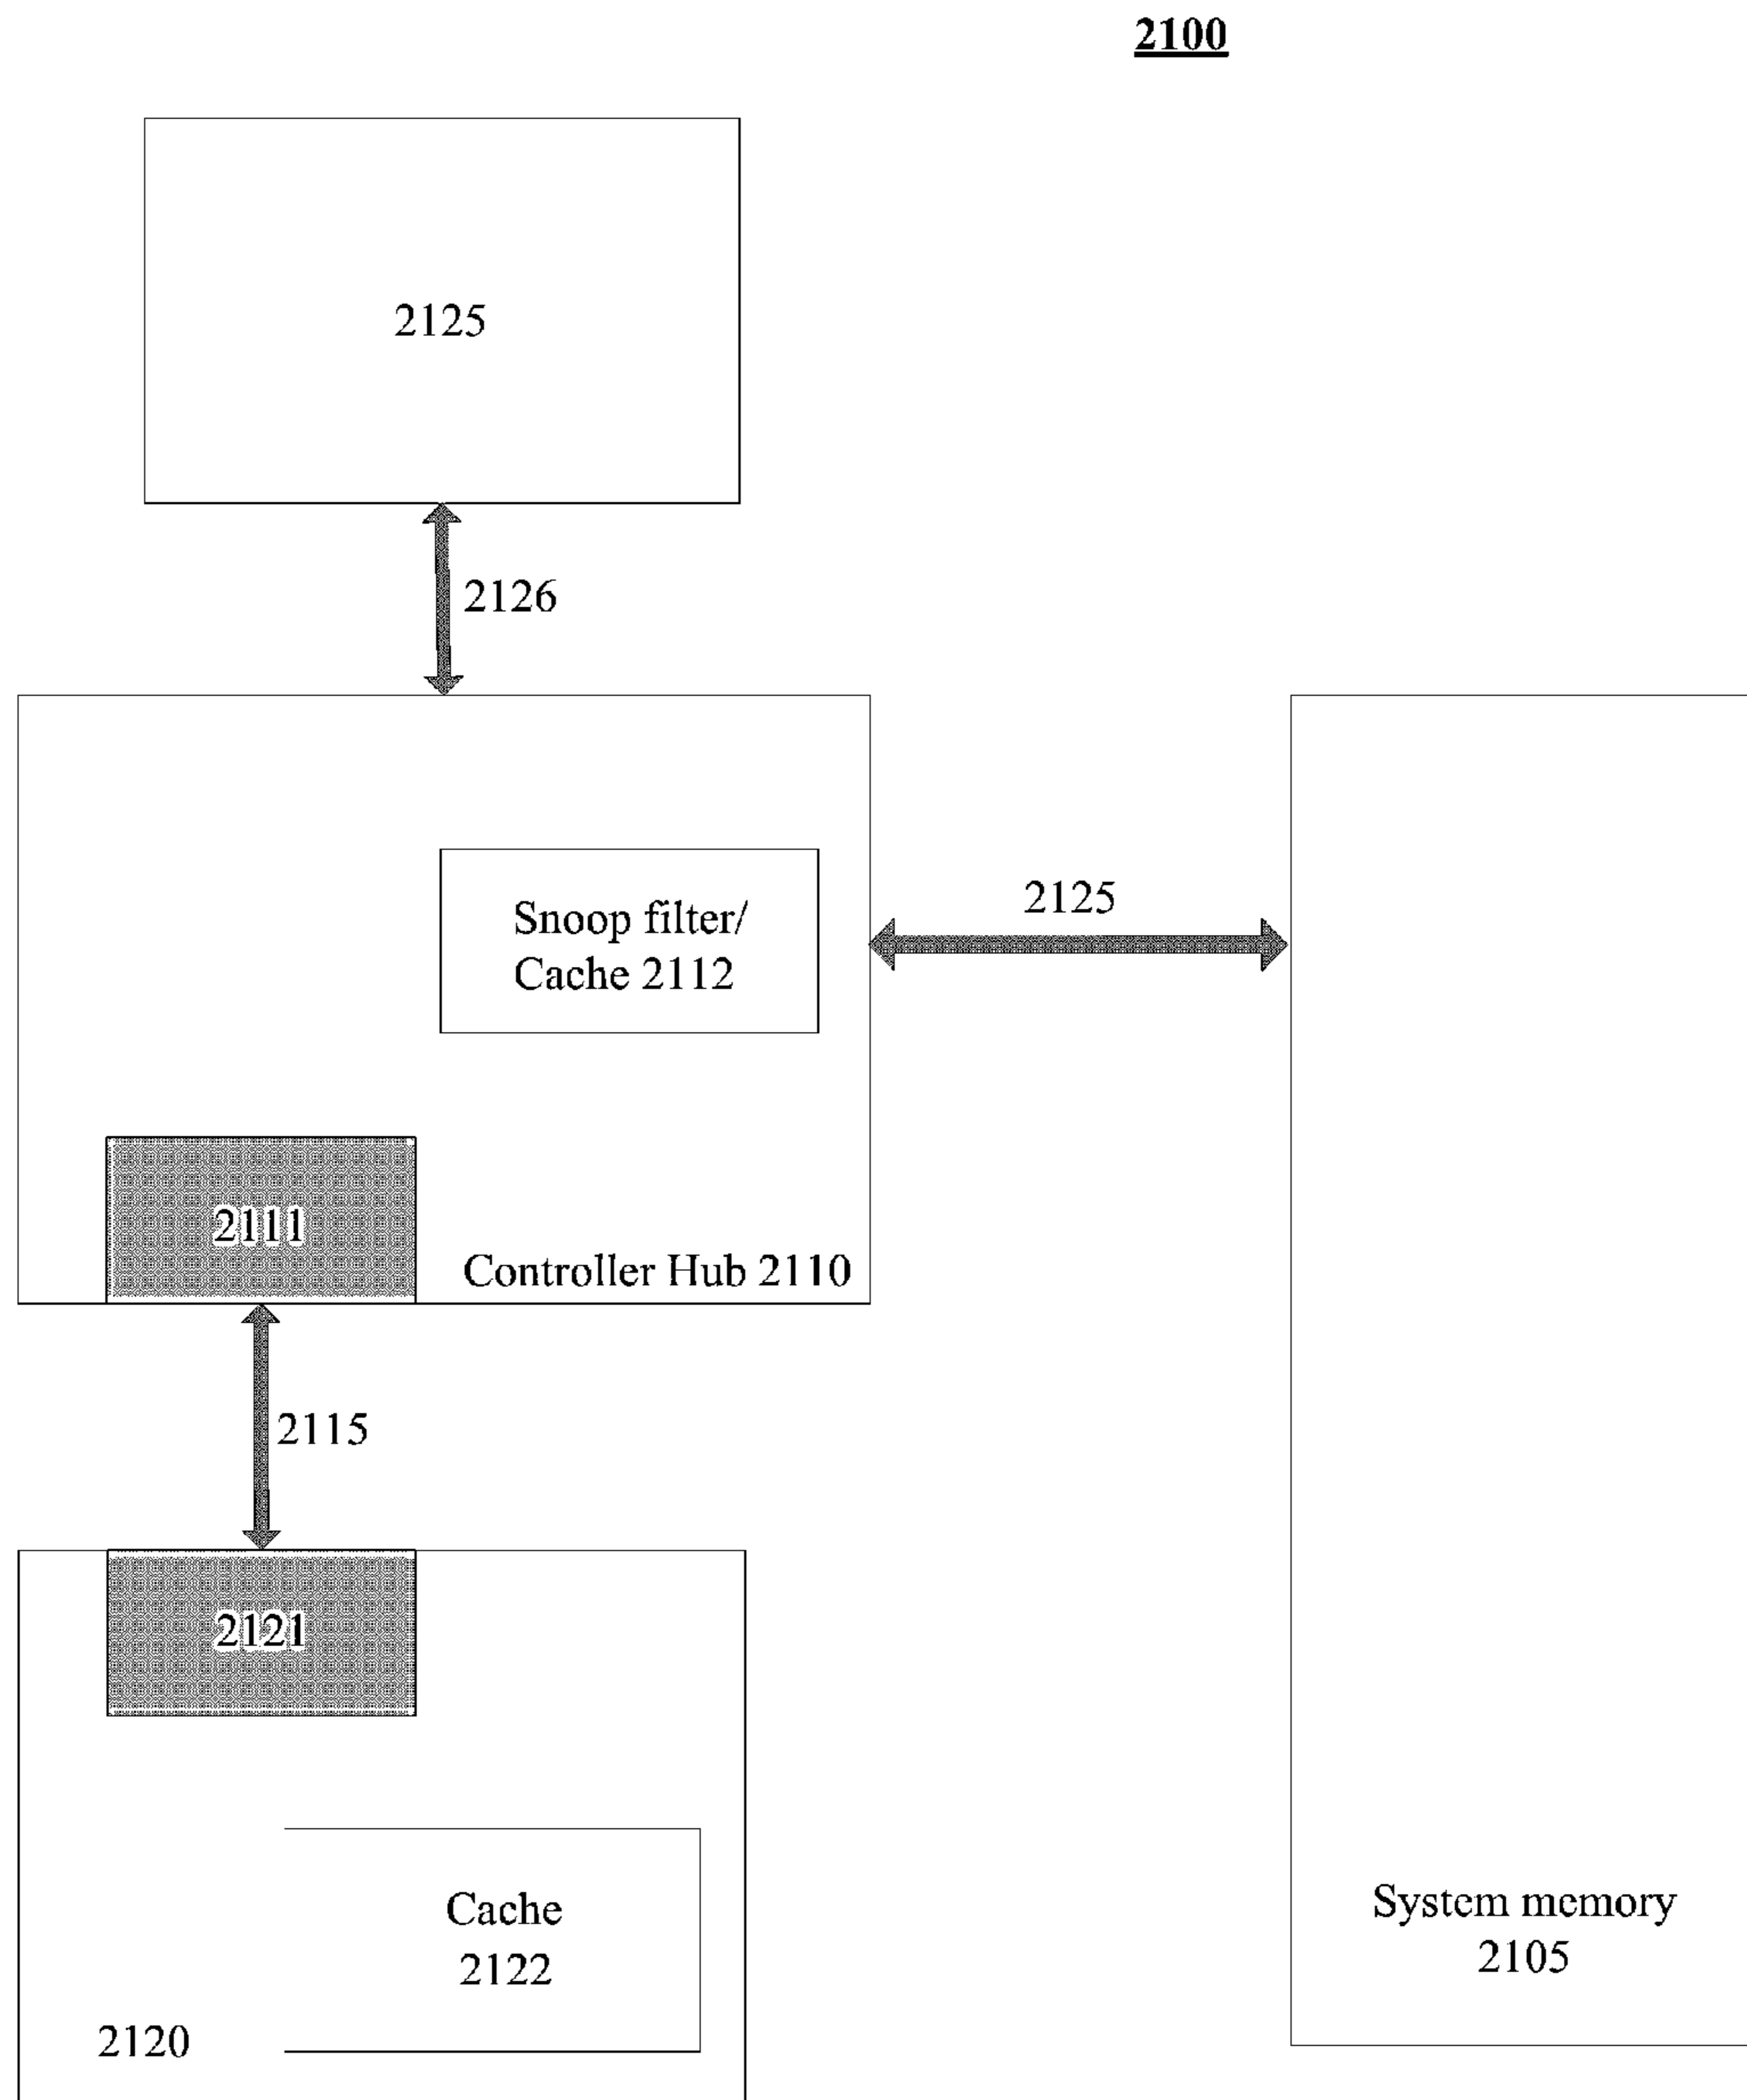 2100
2125
2126
Snoop filter/
Cache 2112
2125
2111
Controller Hub 2110
2115
2121
Cache
2122
2120
System memory
2105